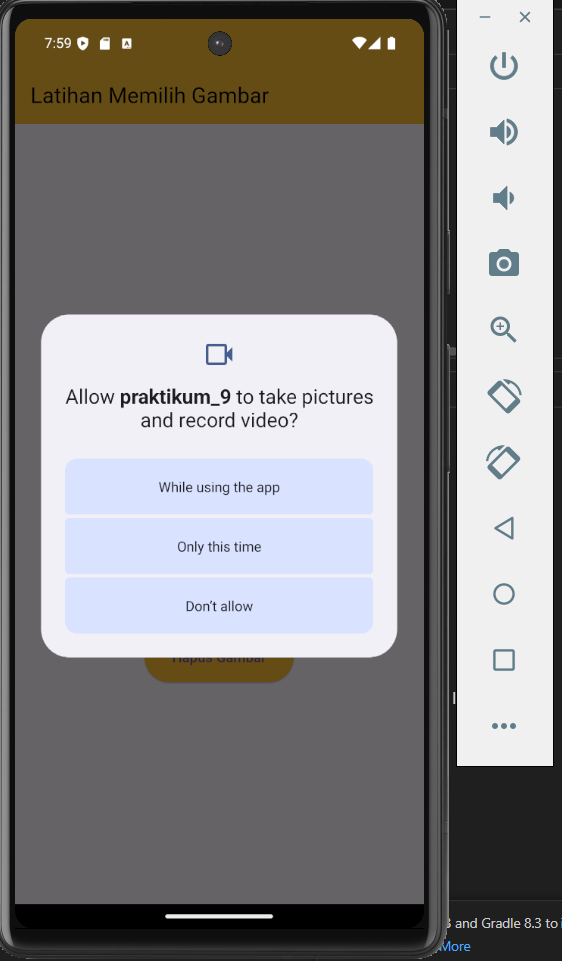 7:59
Latihan Memilih Gambar
Allow praktikum_9 to take pictures
and record video?
While using the app
Only this time
Don't allow
Hapus Gambar
and Gradle 8.3 to
More